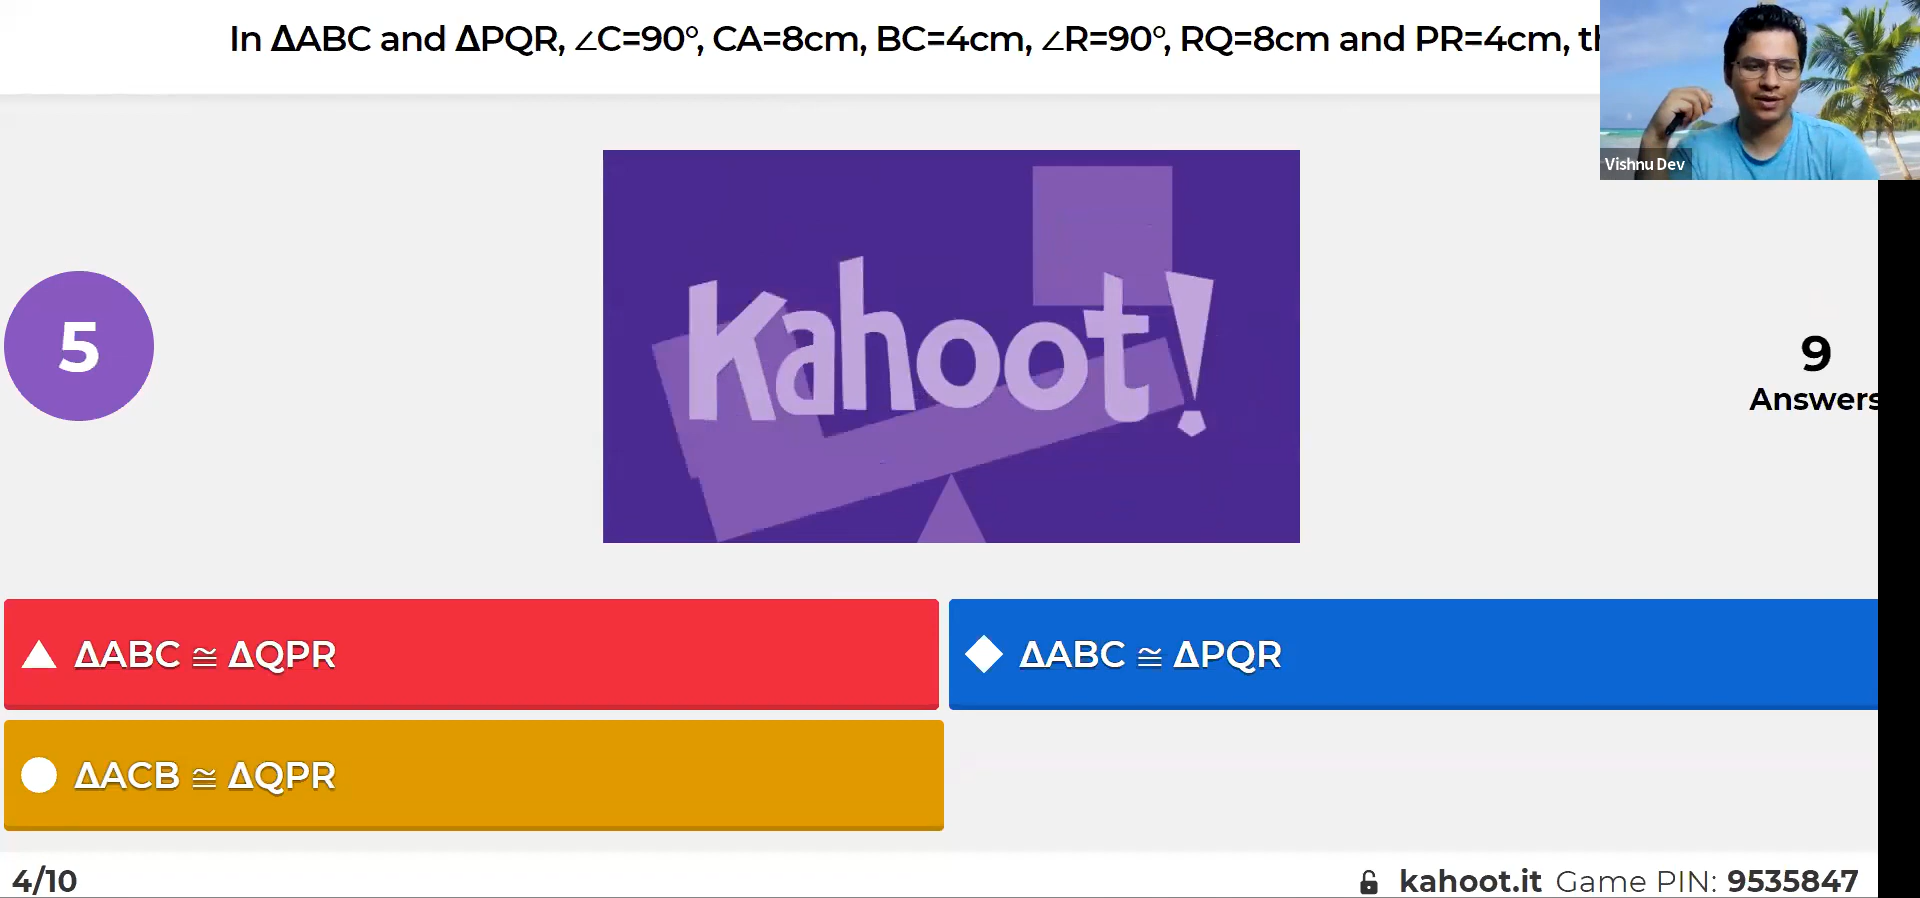 In ΔABC and ΔPQR, ∠C=90°, CA=8cm, BC=4cm, ∠R=90°, RQ=8cm and PR=4cm,
Vishnu Dev
Kahoot!
5
9
Answers
ΔABC ≅ ΔQPR
ΔABC ≅ ΔPQR
ΔACB ≅ ΔQPR
4/10
kahoot.it Game PIN: 9535847